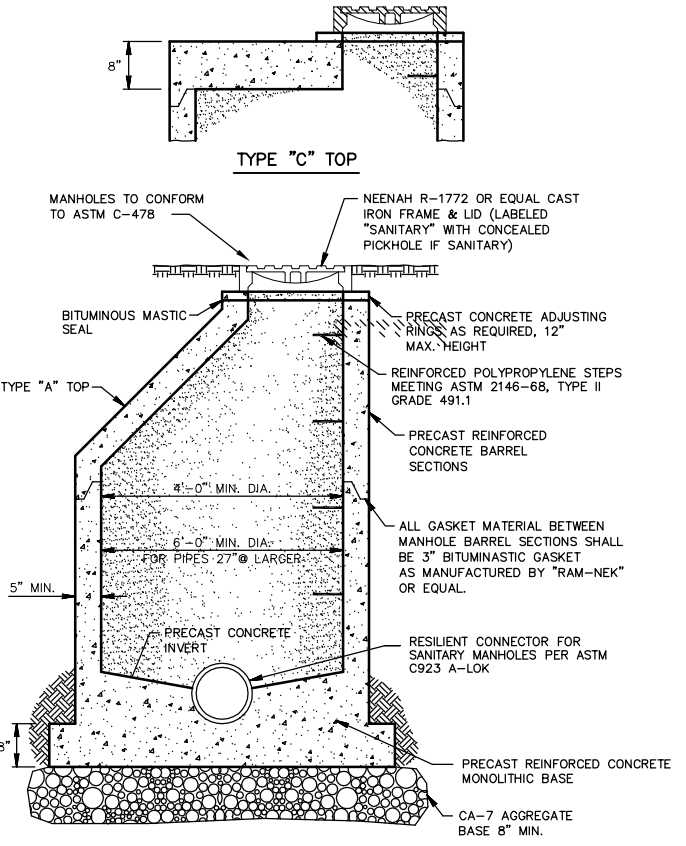 8"
TYPE "C" TOP
MANHOLES TO CONFORM
TO ASTM C-478
NEENAH R-1772 OR EQUAL CAST
IRON FRAME & LID (LABELED
"SANITARY" WITH CONCEALED
PICKHOLE IF SANITARY)
BITUMINOUS MASTIC
SEAL
PRECAST CONCRETE ADJUSTING
RINGS AS REQUIRED, 12"
MAX. HEIGHT
REINFORCED POLYPROPYLENE STEPS
MEETING ASTM 2146-68, TYPE II
GRADE 491.1
TYPE "A" TOP
PRECAST REINFORCED
CONCRETE BARREL
SECTIONS
4'-0" MIN. DIA.
6'-0" MIN. DIA.
FOR PIPES 27"@ LARGER
ALL GASKET MATERIAL BETWEEN
MANHOLE BARREL SECTIONS SHALL
BE 3" BITUMINASTIC GASKET
AS MANUFACTURED BY "RAM-NEK"
OR EQUAL.
5" MIN.
PRECAST CONCRETE
INVERT
RESILIENT CONNECTOR FOR
SANITARY MANHOLES PER ASTM
C923 A-LOK
8"
PRECAST REINFORCED CONCRETE
MONOLITHIC BASE
CA-7 AGGREGATE
BASE 8" MIN.